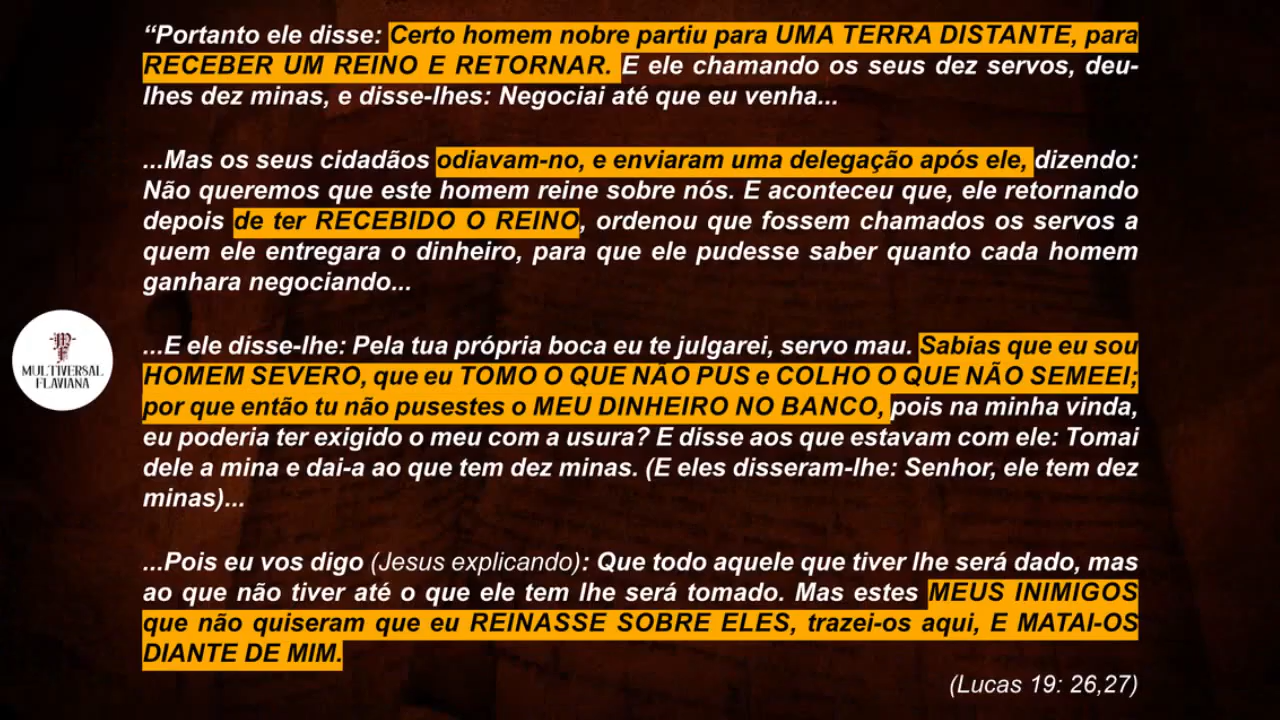 “Portanto ele disse: Certo homem nobre partiu para UMA TERRA DISTANTE, para
RECEBER UM REINO E RETORNAR. E ele chamando os seus dez servos, deu-
lhes dez minas, e disse-lhes: Negociai até que eu venha...
...Mas os seus cidadãos odiavam-no, e enviaram uma delegação após ele, dizendo:
Não queremos que este homem reine sobre nós. E aconteceu que, ele retornando
depois de ter RECEBIDO O REINO, ordenou que fossem chamados os servos a
quem ele entregara o dinheiro, para que ele pudesse saber quanto cada homem
ganhara negociando...
...E ele disse-lhe: Pela tua própria boca eu te julgarei, servo mau. Sabias que eu sou
HOMEM SEVERO, que eu TOMO O QUE NÃO PUS e COLHO O QUE NÃO SEMEEI;
por que então tu não pusestes o MEU DINHEIRO NO BANCO, pois na minha vinda,
eu poderia ter exigido o meu com a usura? E disse aos que estavam com ele: Tomai
dele a mina e dai-a ao que tem dez minas. (E eles disseram-lhe: Senhor, ele tem dez
minas)...
...Pois eu vos digo (Jesus explicando): Que todo aquele que tiver lhe será dado, mas
ao que não tiver até o que ele tem lhe será tomado. Mas estes MEUS INIMIGOS
que não quiseram que eu REINASSE SOBRE ELES, trazei-os aqui, E MATAI-OS
DIANTE DE MIM.
(Lucas 19: 26,27)
MULTIVERSAL
FLAVIANA